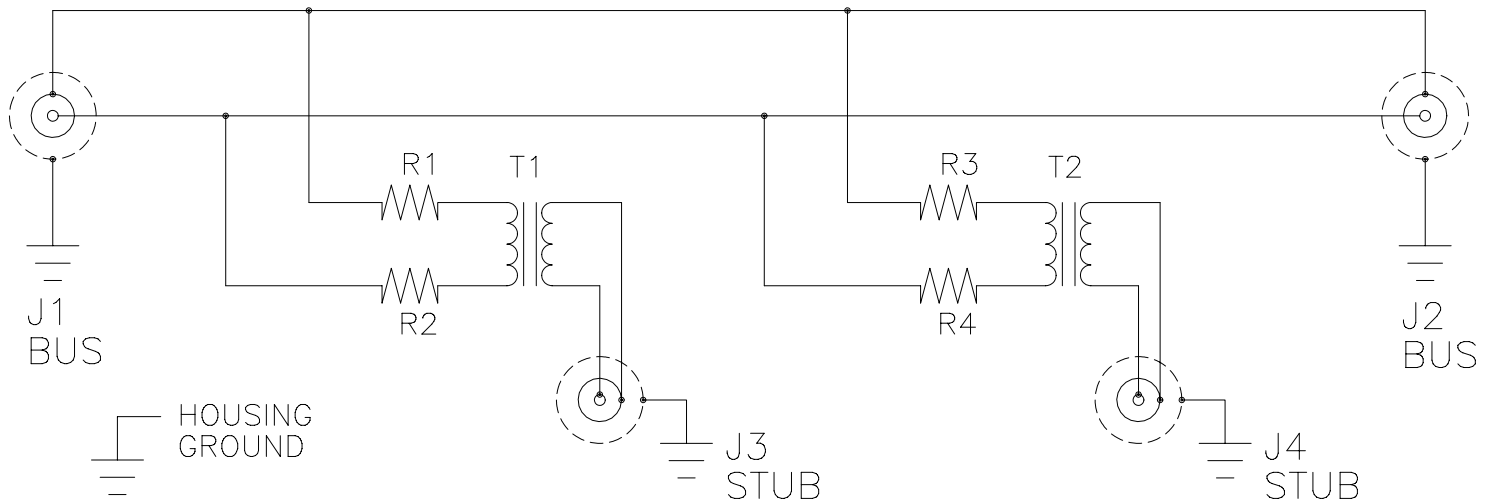 R1
T1
R3
T2
R2
R4
J1
BUS
J2
BUS
HOUSING
GROUND
J3
STUB
J4
STUB